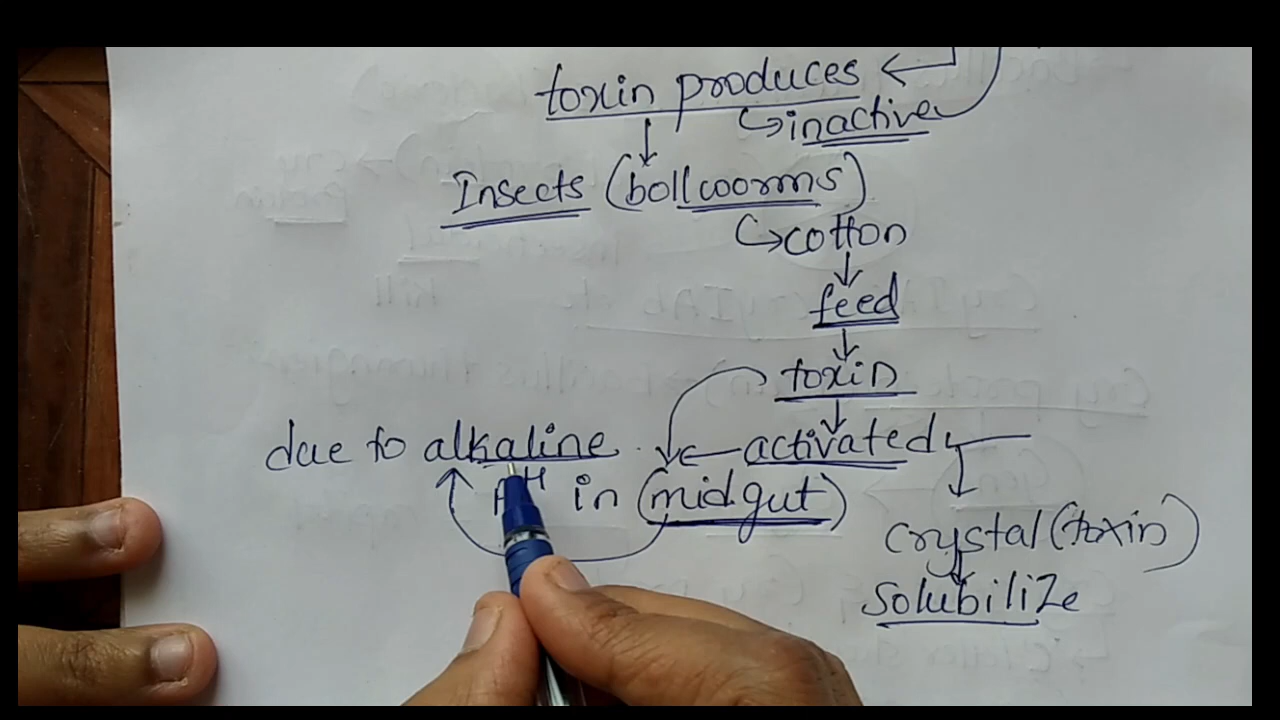 toxin produces
↳inactive
Insects (bollworms)
↳cotton
feed
toxin
due to alkaline ← activated
pH in (midgut)
crystal (toxin)
solubilize